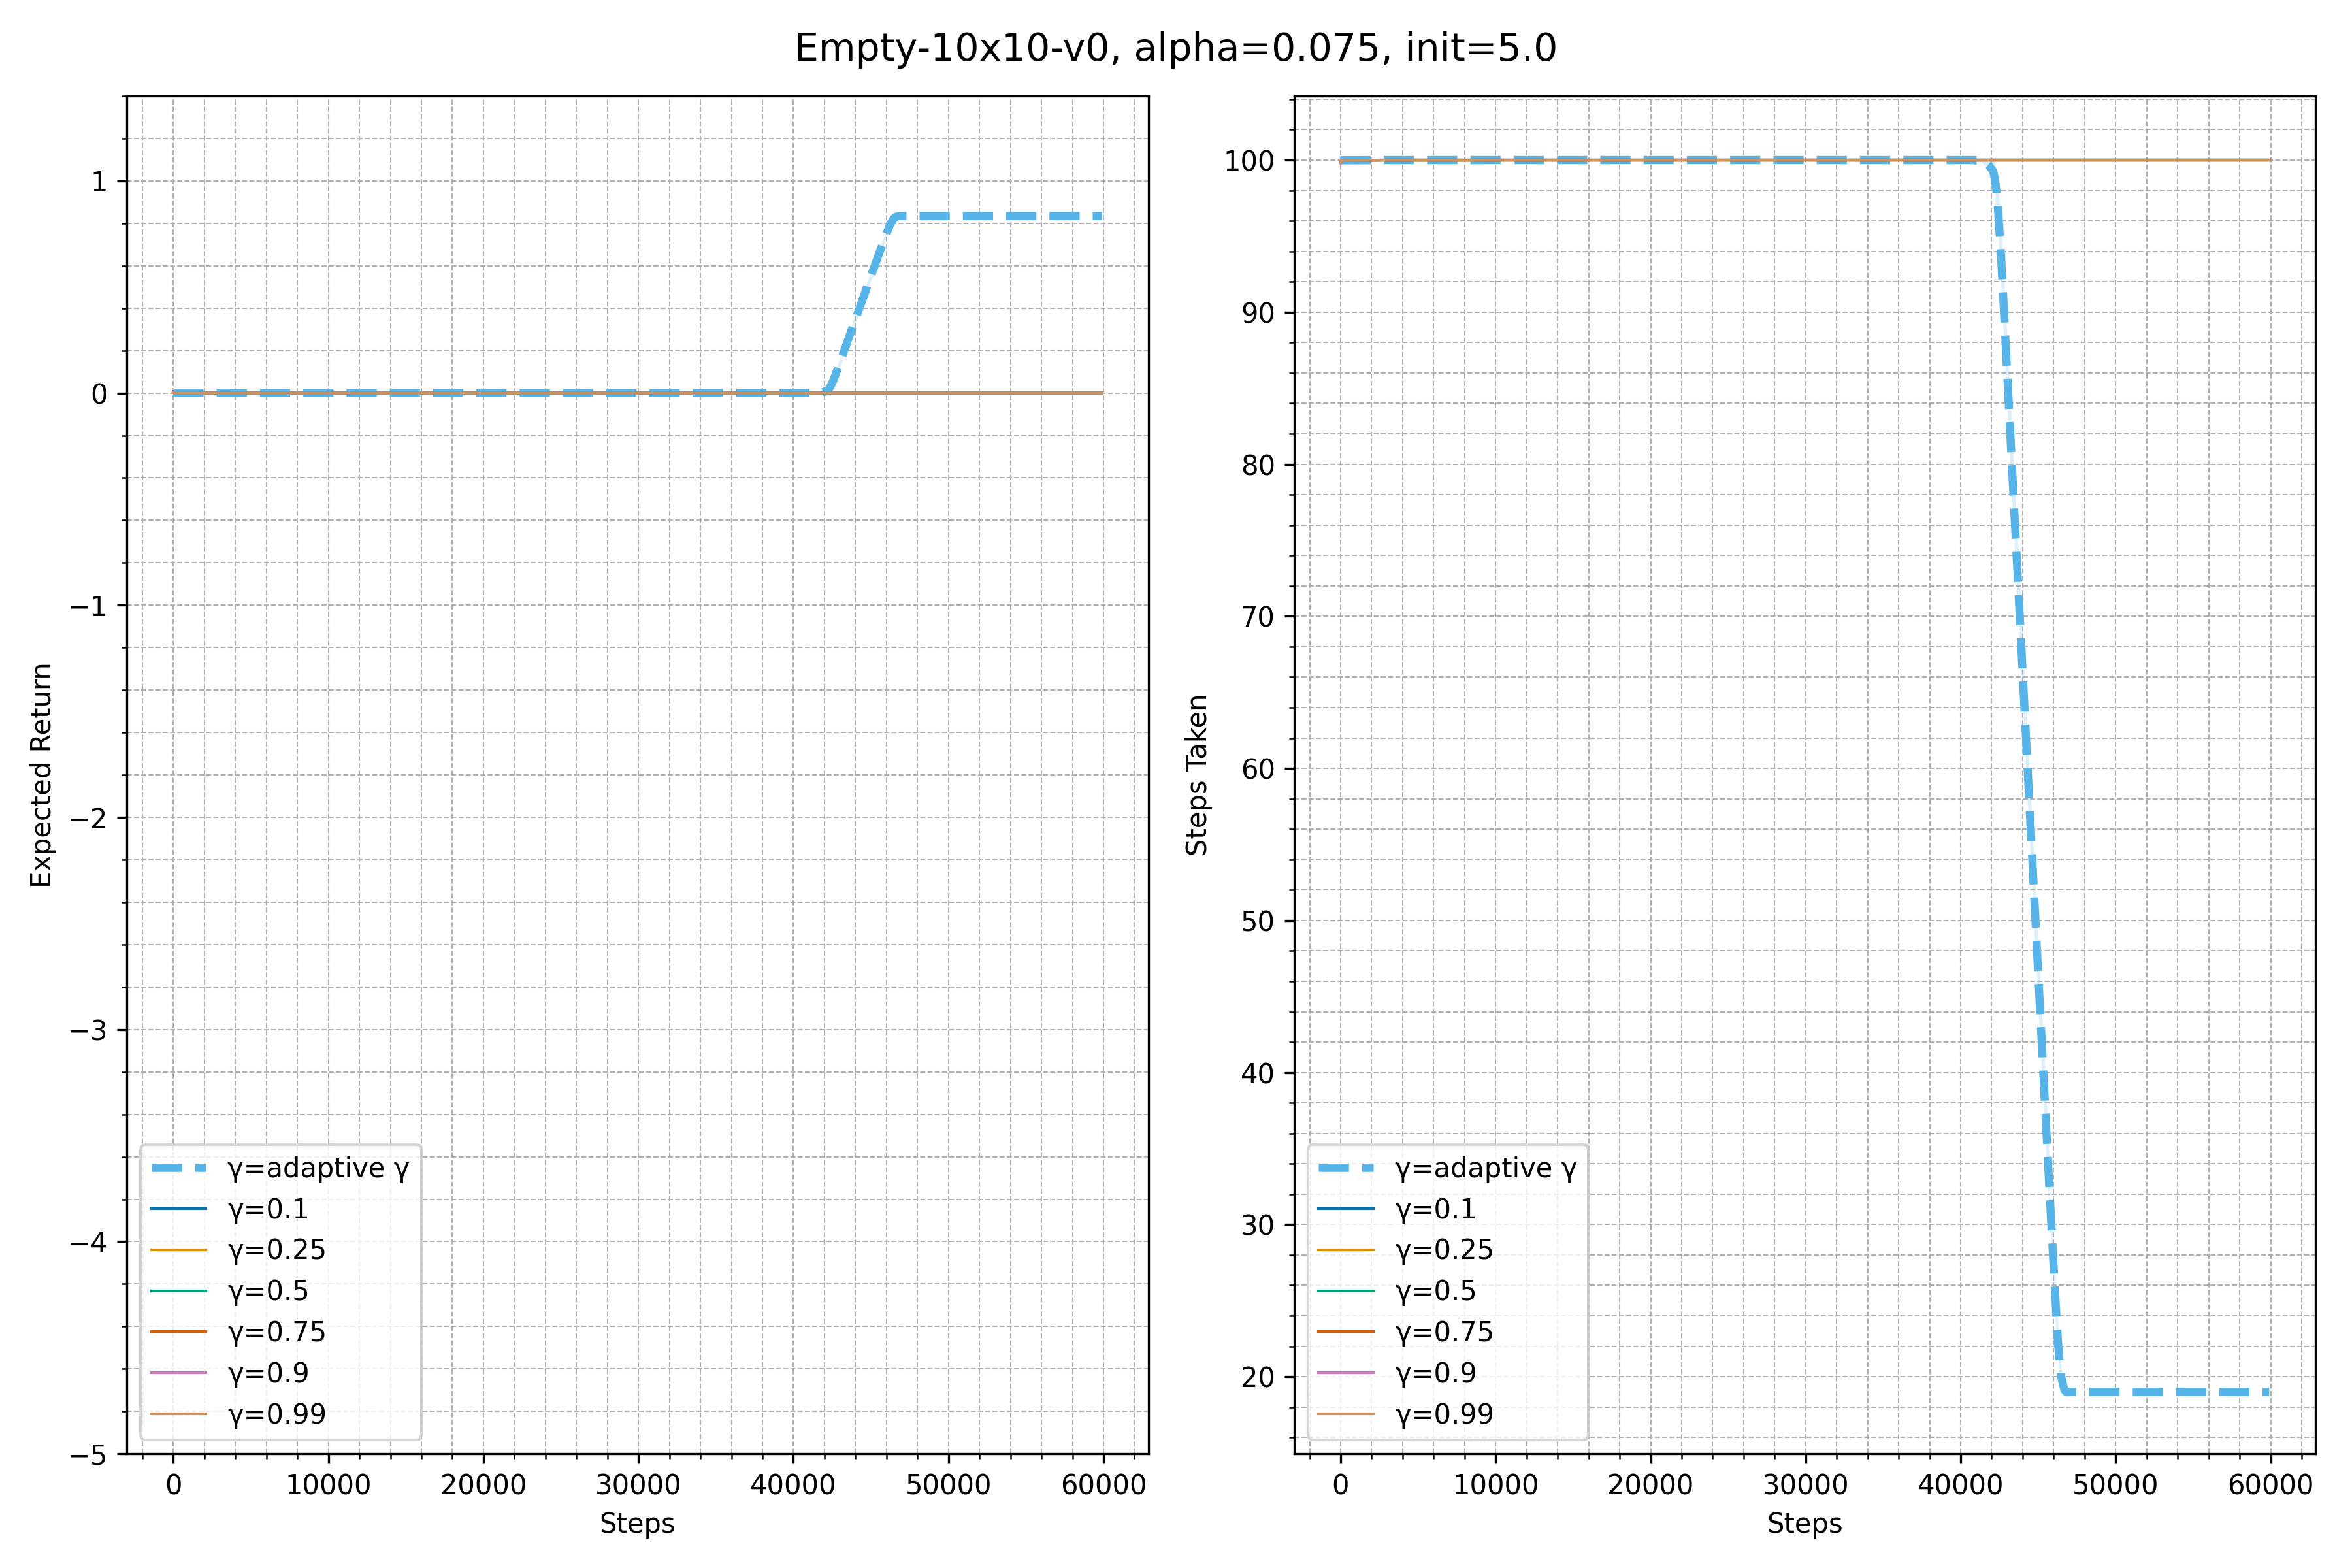 Empty-10x10-v0, alpha=0.075, init=5.0
Expected Return
1
0
−1
−2
−3
−4
−5
γ=adaptive γ
γ=0.1
γ=0.25
γ=0.5
γ=0.75
γ=0.9
γ=0.99
0 10000 20000 30000 40000 50000 60000
Steps
Steps Taken
100
90
80
70
60
50
40
30
20
γ=adaptive γ
γ=0.1
γ=0.25
γ=0.5
γ=0.75
γ=0.9
γ=0.99
0 10000 20000 30000 40000 50000 60000
Steps